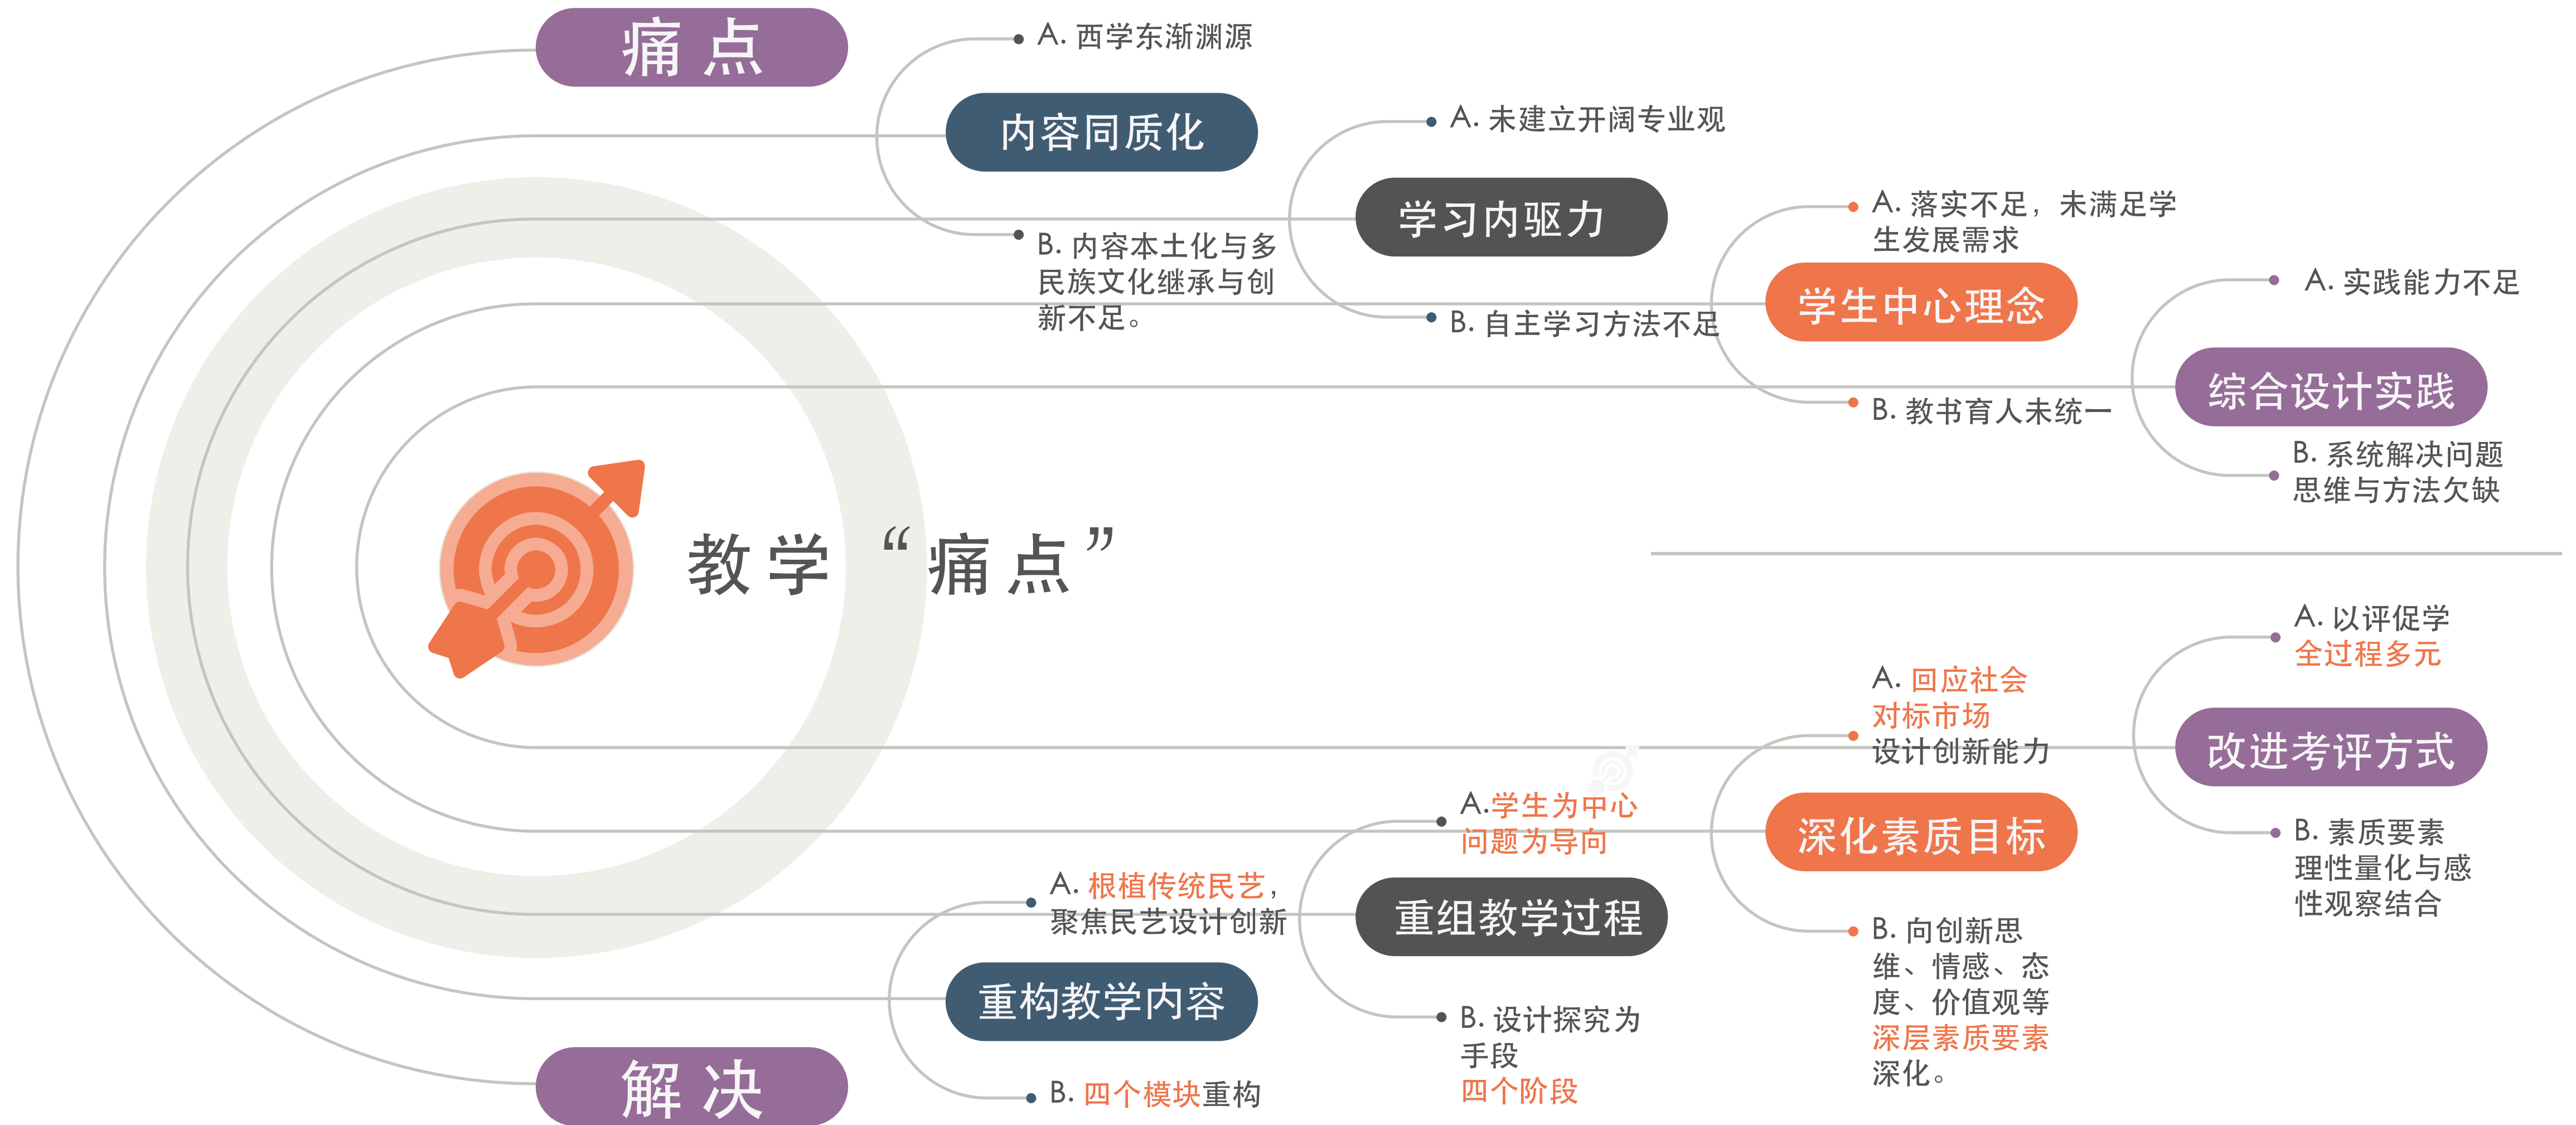 痛点
A. 西学东渐渊源
内容同质化
B. 内容本土化与多
民族文化继承与创
新不足。
A. 未建立开阔专业观
学习内驱力
B. 自主学习方法不足
A. 落实不足，未满足学
生发展需求
学生中心理念
B. 教书育人未统一
A. 实践能力不足
综合设计实践
B. 系统解决问题
思维与方法欠缺
教学“痛点”
A. 以评促学
全过程多元
改进考评方式
B. 素质要素
理性量化与感
性观察结合
A. 回应社会
对标市场
设计创新能力
深化素质目标
B. 向创新思
维、情感、态
度、价值观等
深层素质要素
深化。
A.学生为中心
问题为导向
重组教学过程
B. 设计探究为
手段
四个阶段
A. 根植传统民艺，
聚焦民艺设计创新
重构教学内容
B. 四个模块重构
解决